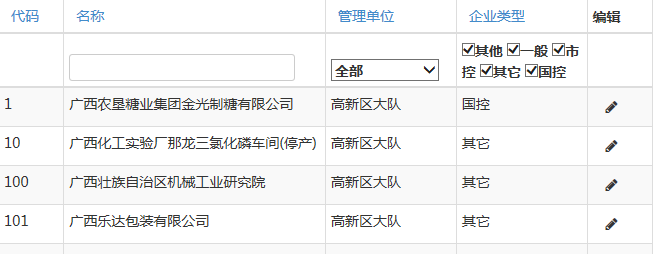 代码 名称 管理单位 企业类型 编辑
全部 其他 一般 市控 其它 国控
1 广西农垦糖业集团金光制糖有限公司 高新区大队 国控
10 广西化工实验厂那龙三氯化磷车间(停产) 高新区大队 其它
100 广西壮族自治区机械工业研究院 高新区大队 其它
101 广西乐达包装有限公司 高新区大队 其它